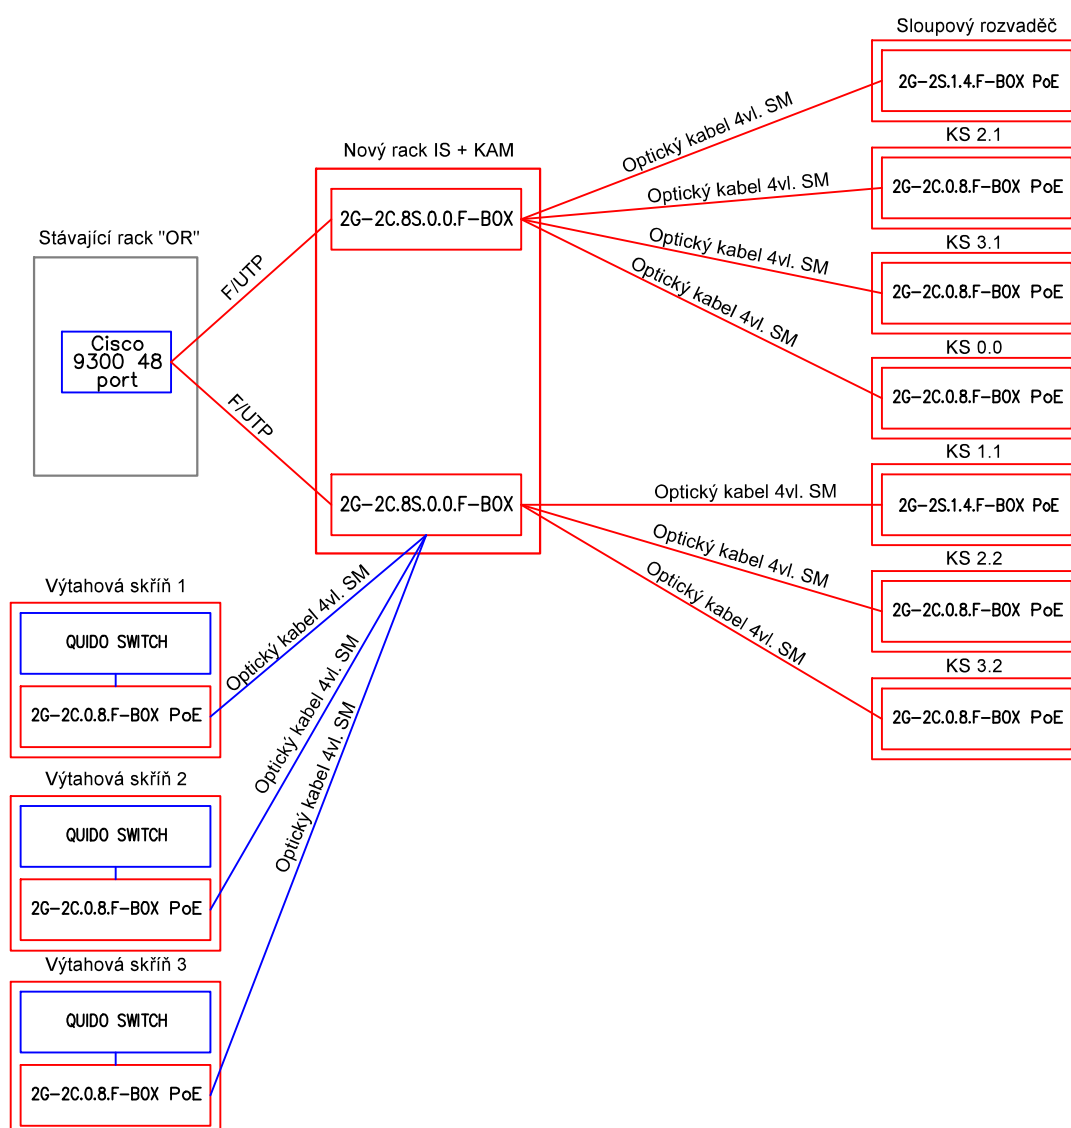 Sloupový rozvaděč
2G-2S.1.4.F-BOX PoE
Optický kabel 4vl. SM
KS 2.1
Nový rack IS + KAM
2G-2C.0.8.F-BOX PoE
Optický kabel 4vl. SM
2G-2C.8S.0.0.F-BOX
Stávající rack "OR"
KS 3.1
Optický kabel 4vl. SM
2G-2C.0.8.F-BOX PoE
F/UTP
Optický kabel 4vl. SM
Cisco
9300 48
port
KS 0.0
2G-2C.0.8.F-BOX PoE
F/UTP
KS 1.1
Optický kabel 4vl. SM
2G-2C.8S.0.0.F-BOX
2G-2S.1.4.F-BOX PoE
Optický kabel 4vl. SM
KS 2.2
2G-2C.0.8.F-BOX PoE
Optický kabel 4vl. SM
KS 3.2
2G-2C.0.8.F-BOX PoE
Výtahová skříň 1
QUIDO SWITCH
Optický kabel 4vl. SM
2G-2C.0.8.F-BOX PoE
Optický kabel 4vl. SM
Výtahová skříň 2
QUIDO SWITCH
Optický kabel 4vl. SM
2G-2C.0.8.F-BOX PoE
Výtahová skříň 3
QUIDO SWITCH
2G-2C.0.8.F-BOX PoE